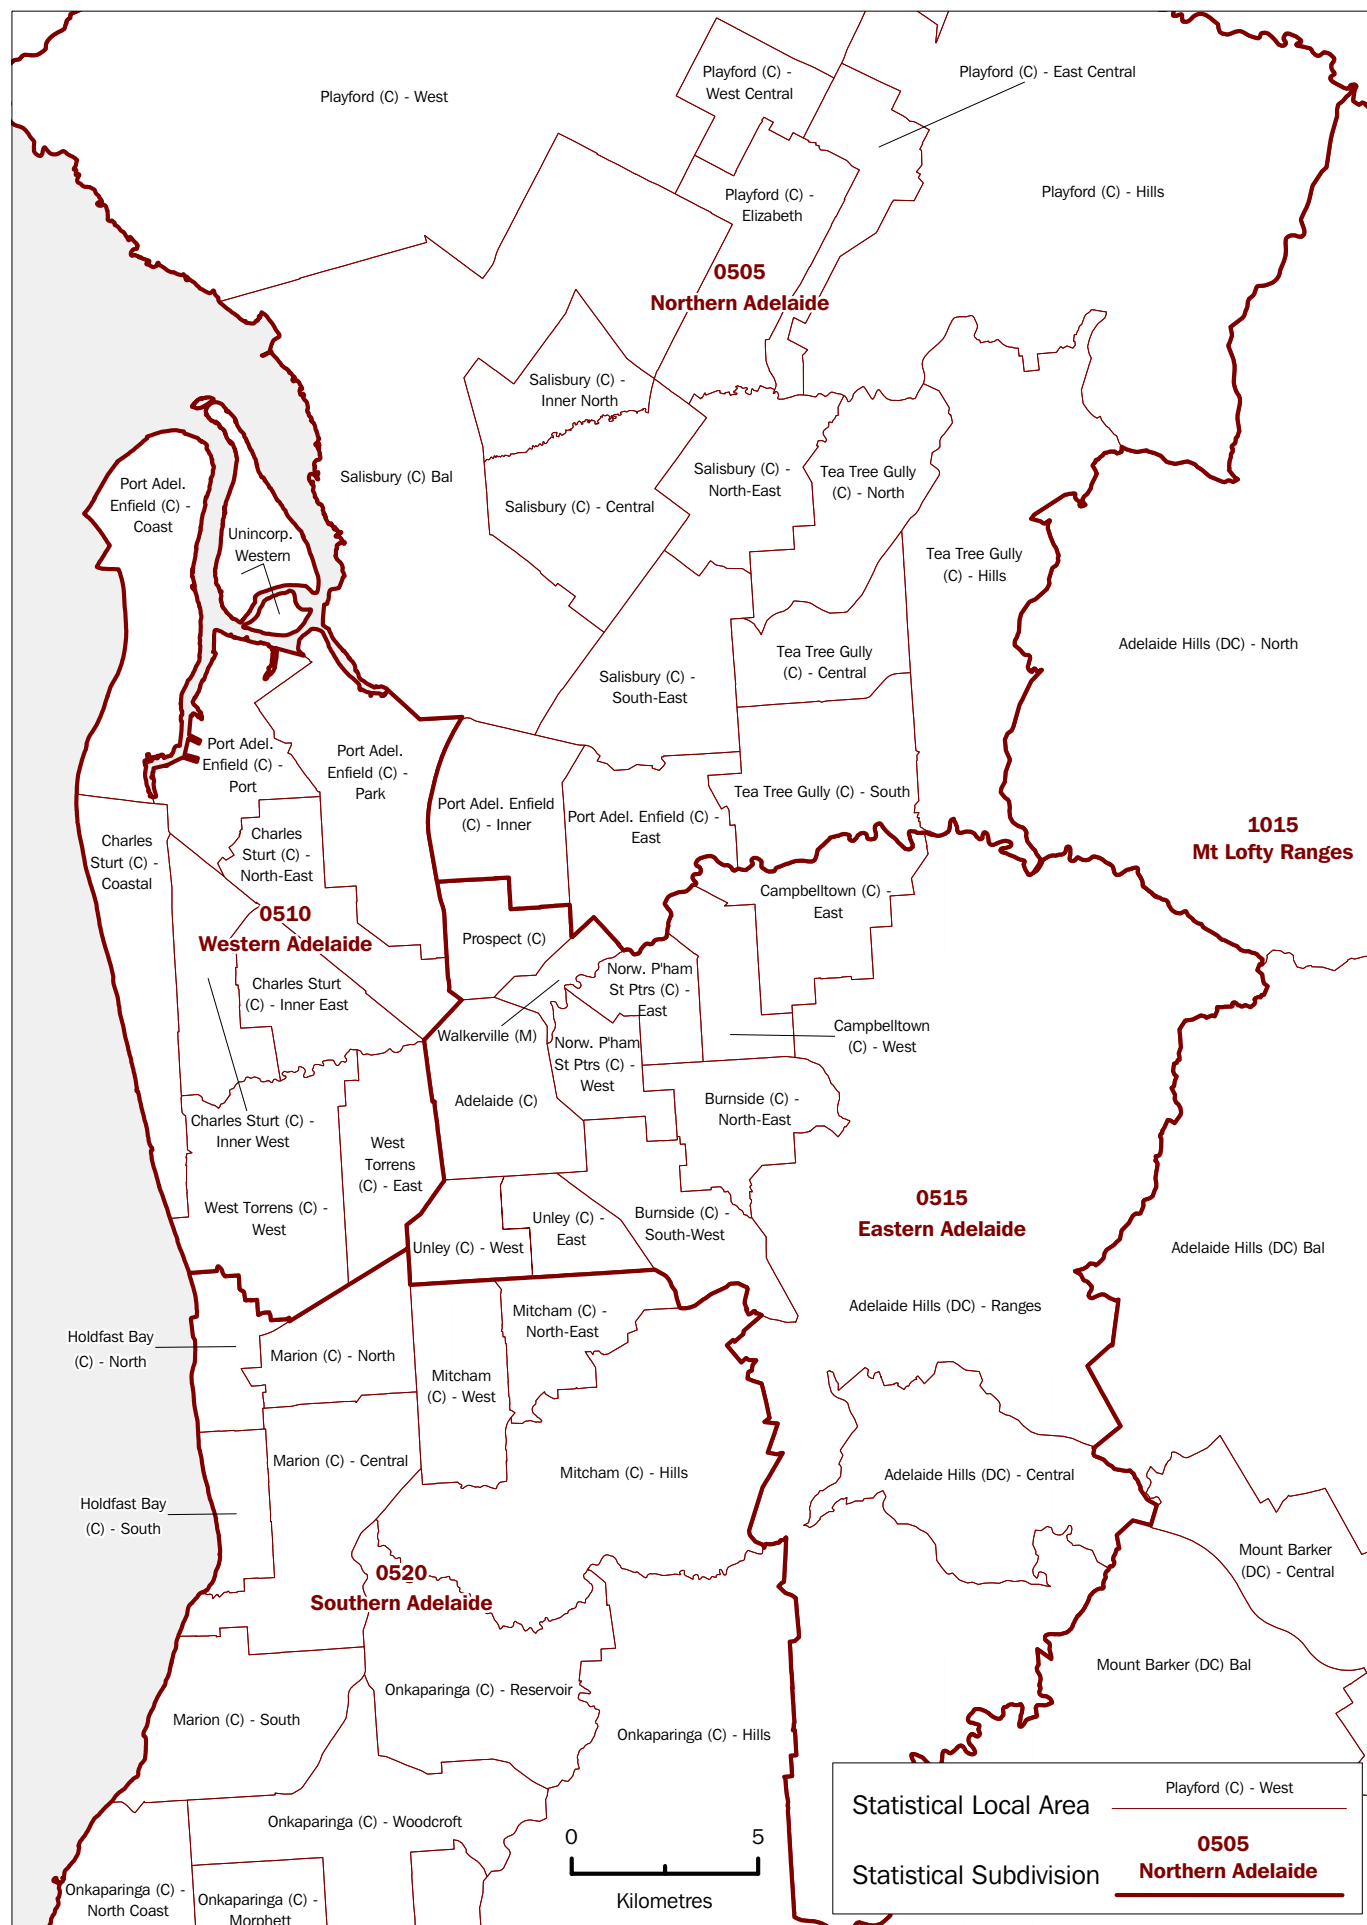 Playford (C) - West
Playford (C) -
West Central
Playford (C) - East Central
Playford (C) -
Elizabeth
Playford (C) - Hills
0505
Northern Adelaide
Salisbury (C) -
Inner North
Salisbury (C) Bal
Salisbury (C) - Central
Salisbury (C) -
North-East
Tea Tree Gully
(C) - North
Port Adel.
Enfield (C) -
Coast
Unincorp.
Western
Tea Tree Gully
(C) - Hills
Adelaide Hills (DC) - North
Tea Tree Gully
(C) - Central
Salisbury (C) -
South-East
Port Adel.
Enfield (C) -
Port
Port Adel.
Enfield (C) -
Park
Port Adel. Enfield
(C) - Inner
Port Adel. Enfield (C) -
East
Tea Tree Gully (C) - South
1015
Mt Lofty Ranges
Charles
Sturt (C) -
Coastal
Charles
Sturt (C) -
North-East
0510
Western Adelaide
Campbelltown (C) -
East
Prospect (C)
Norw. P'ham
St Ptrs (C) -
East
Charles Sturt
(C) - Inner East
Walkerville (M)
Campbelltown
(C) - West
Norw. P'ham
St Ptrs (C) -
West
Adelaide (C)
Burnside (C) -
North-East
Charles Sturt (C) -
Inner West
West
Torrens
(C) - East
West Torrens (C) -
West
Unley (C) - West
Unley (C) -
East
Burnside (C) -
South-West
0515
Eastern Adelaide
Adelaide Hills (DC) Bal
Adelaide Hills (DC) - Ranges
Holdfast Bay
(C) - North
Marion (C) - North
Mitcham (C) -
North-East
Mitcham
(C) - West
Marion (C) - Central
Mitcham (C) - Hills
Adelaide Hills (DC) - Central
Holdfast Bay
(C) - South
Mount Barker
(DC) - Central
0520
Southern Adelaide
Mount Barker (DC) Bal
Onkaparinga (C) - Reservoir
Marion (C) - South
Onkaparinga (C) - Hills
Onkaparinga (C) - Woodcroft
Onkaparinga (C) -
North Coast
Onkaparinga (C) -
Morphett
0 5
Kilometres
Playford (C) - West
Statistical Local Area
0505
Northern Adelaide
Statistical Subdivision